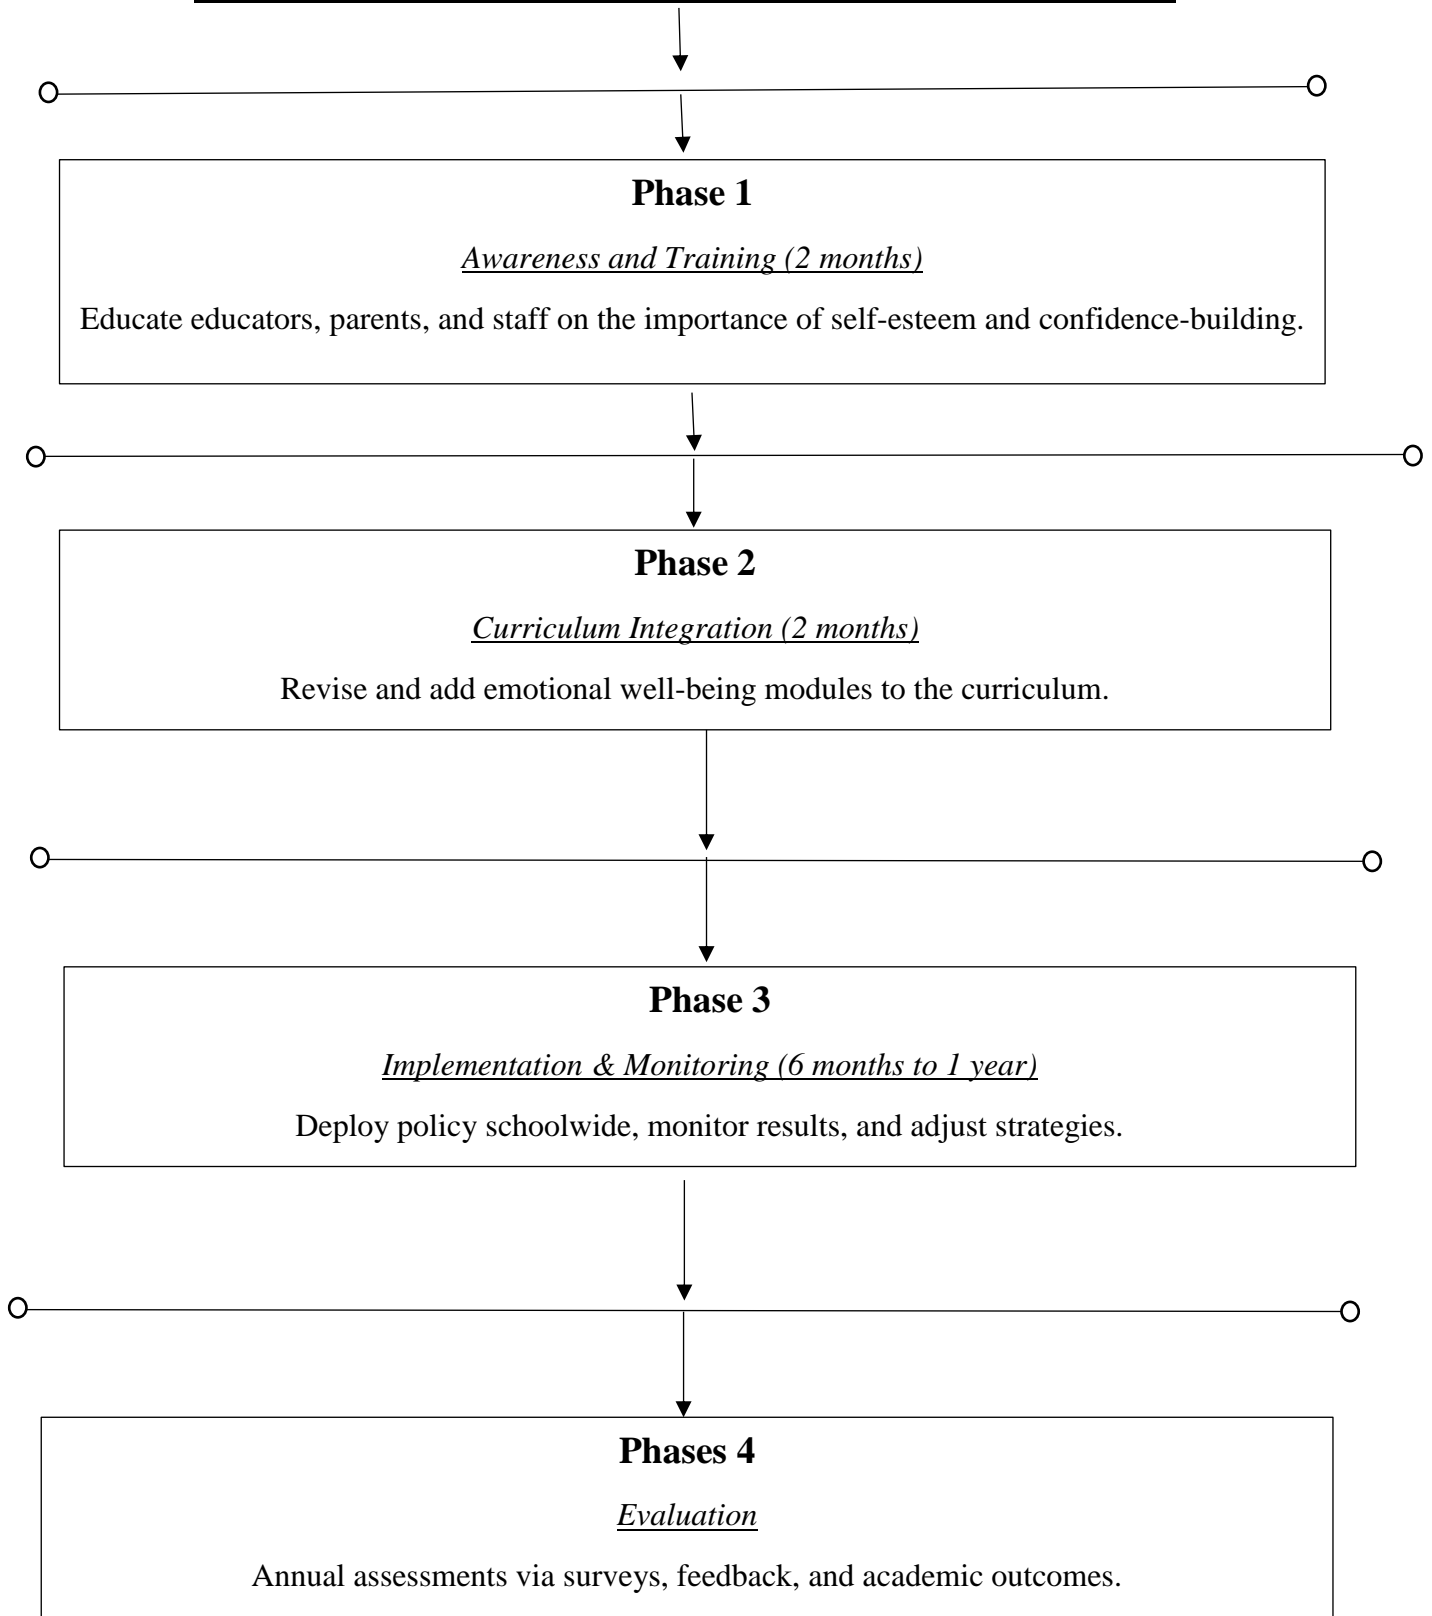 Phase 1
Awareness and Training (2 months)
Educate educators, parents, and staff on the importance of self-esteem and confidence-building.
Phase 2
Curriculum Integration (2 months)
Revise and add emotional well-being modules to the curriculum.
Phase 3
Implementation & Monitoring (6 months to 1 year)
Deploy policy schoolwide, monitor results, and adjust strategies.
Phases 4
Evaluation
Annual assessments via surveys, feedback, and academic outcomes.